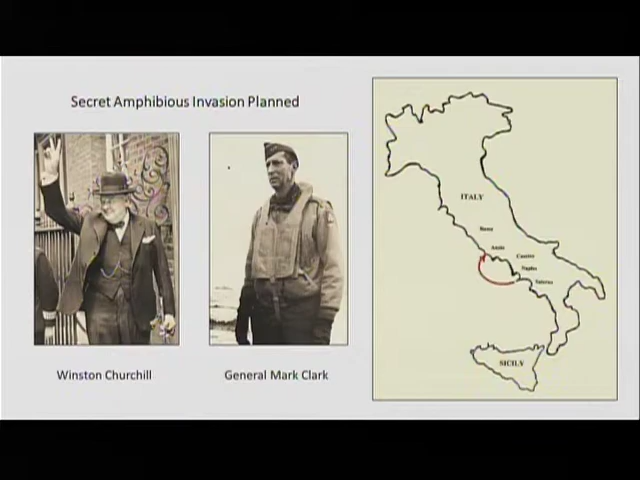 Secret Amphibious Invasion Planned
Winston Churchill
General Mark Clark
ITALY
Rome
Anzio
Cassino
Naples
Salerno
SICILY